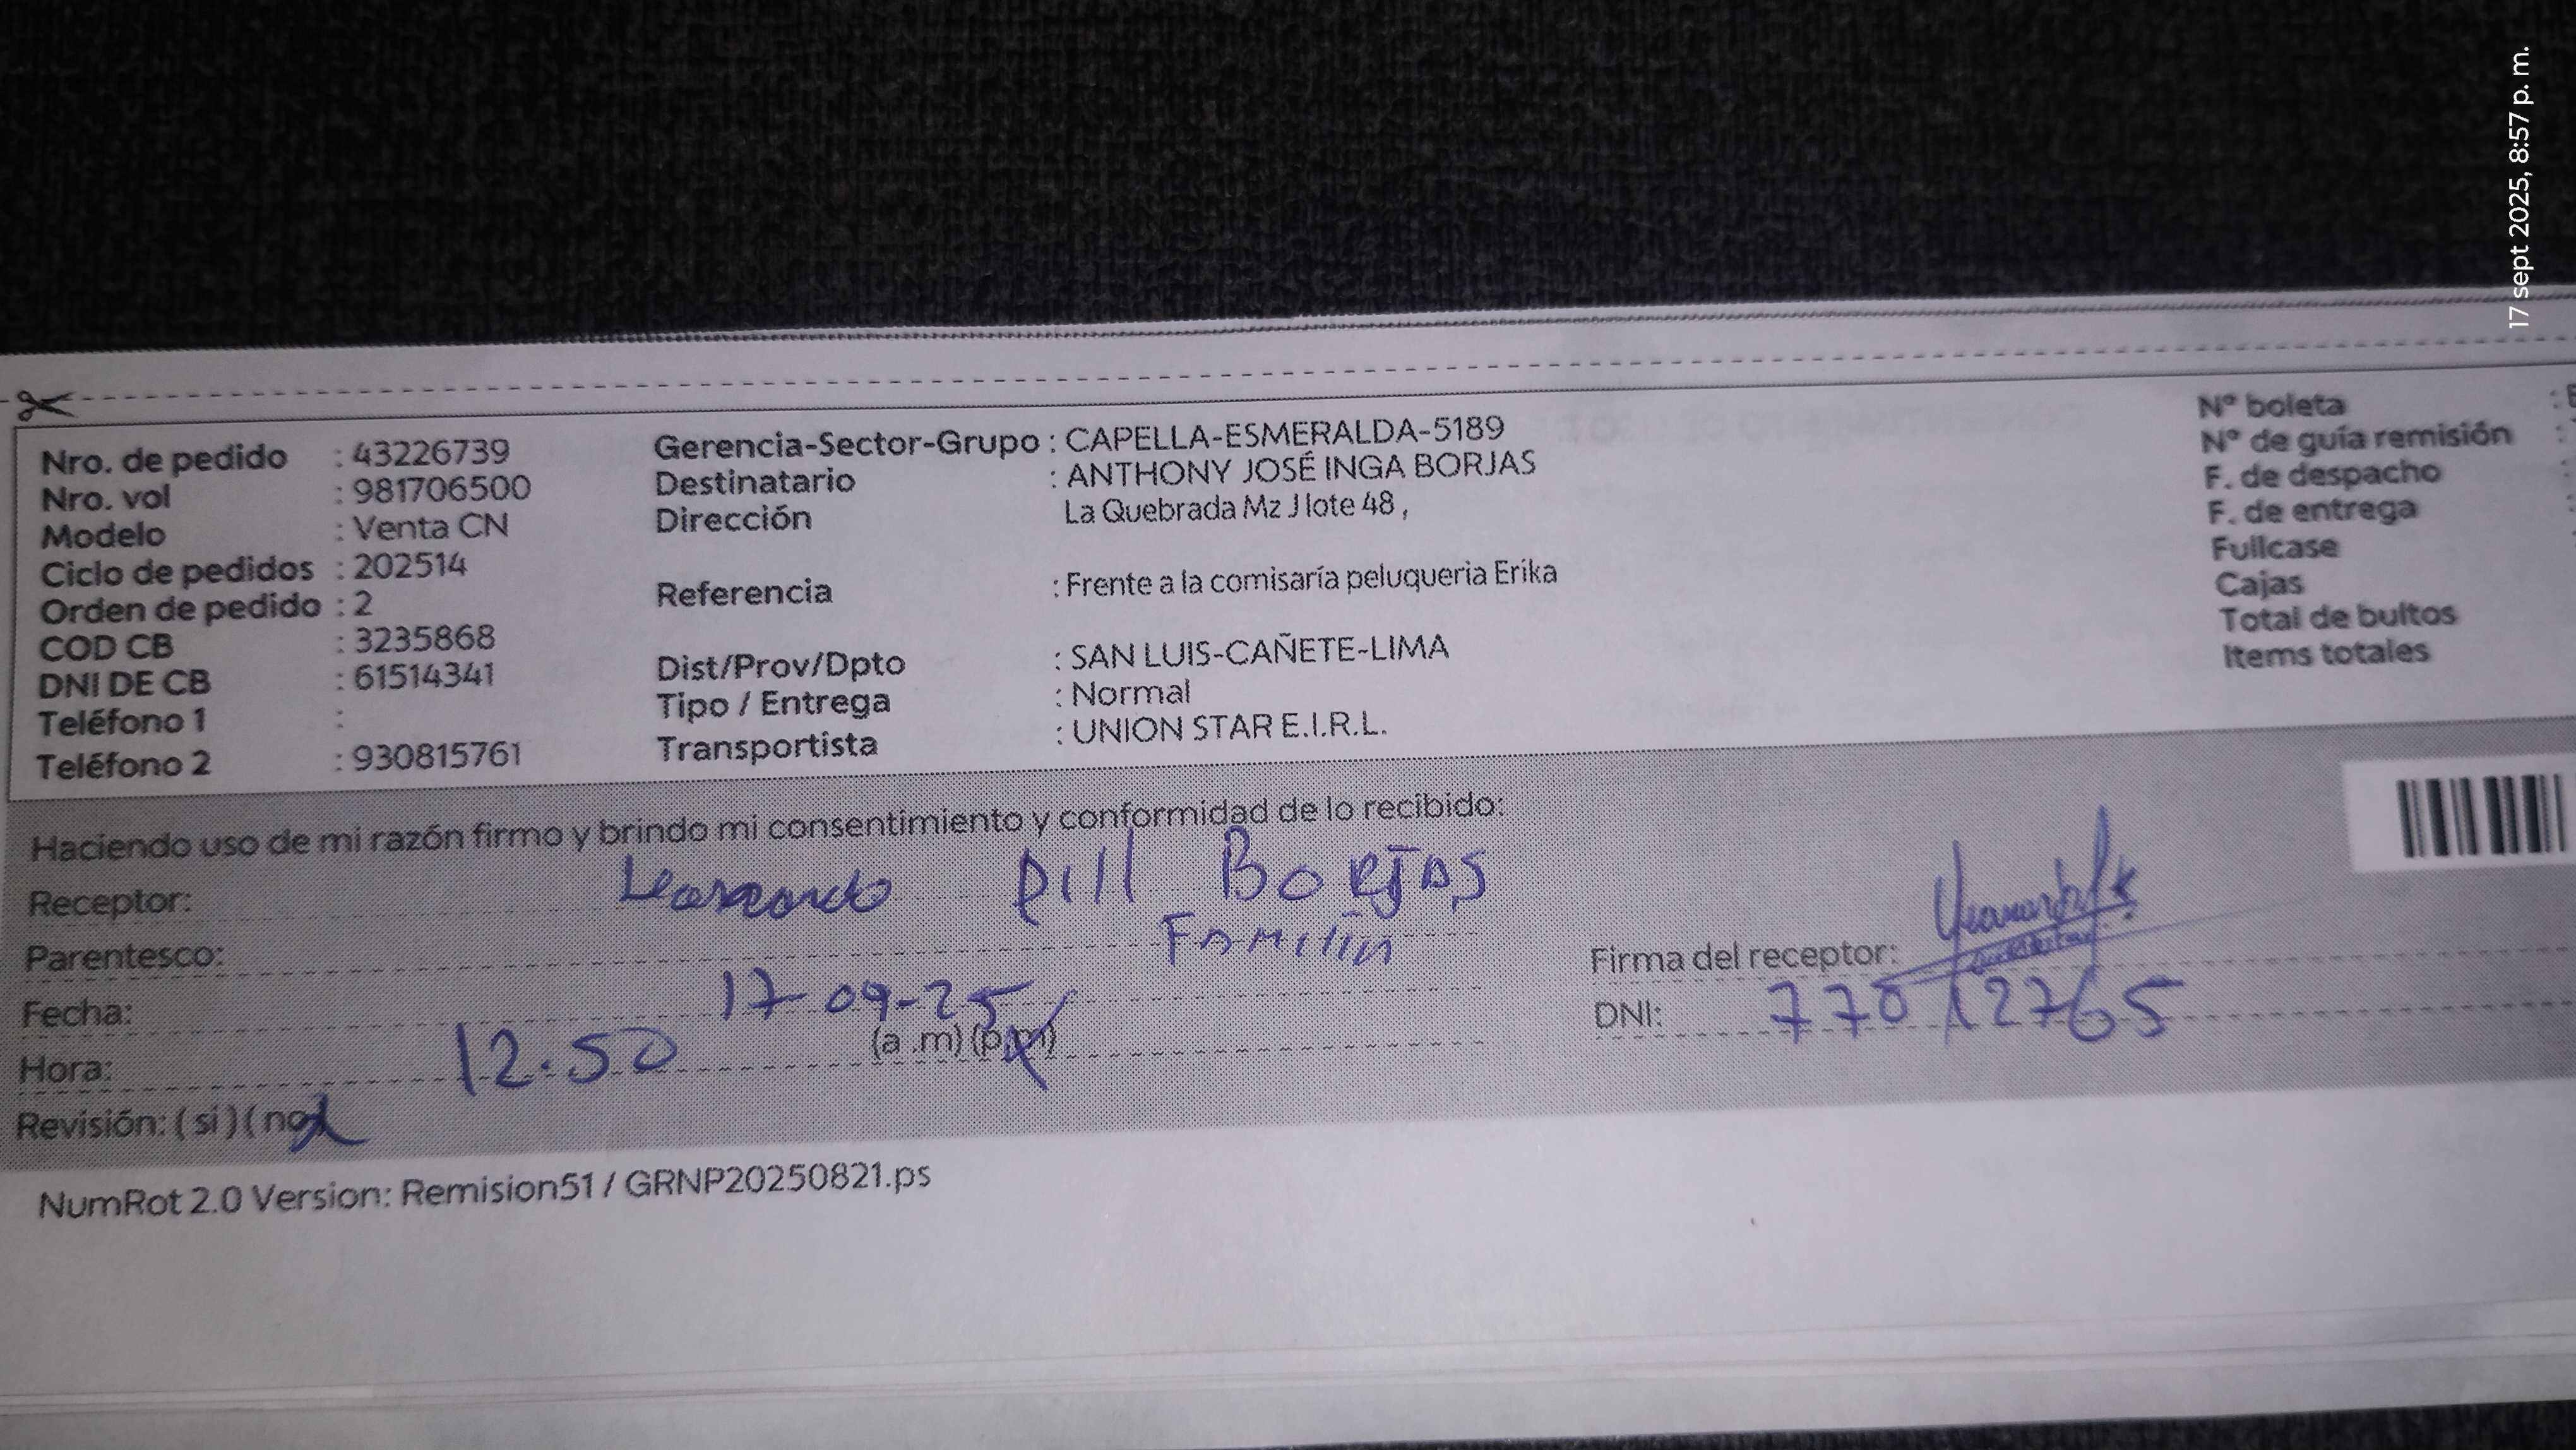 17 sept 2025, 8:57 p. m.
Nro. de pedido : 43226739
Nro. vol : 981706500
Modelo : Venta CN
Ciclo de pedidos : 202514
Orden de pedido : 2
COD CB : 3235868
DNI DE CB : 61514341
Teléfono 1 :
Teléfono 2 : 930815761
Gerencia-Sector-Grupo : CAPELLA-ESMERALDA-5189
Destinatario : ANTHONY JOSÉ INGA BORJAS
Dirección La Quebrada Mz J lote 48 ,
Referencia : Frente a la comisaría peluqueria Erika
Dist/Prov/Dpto : SAN LUIS-CAÑETE-LIMA
Tipo / Entrega : Normal
Transportista : UNION STAR E.I.R.L.
N° boleta :
N° de guía remisión :
F. de despacho
F. de entrega
Fullcase
Cajas
Total de bultos
Items totales
Haciendo uso de mi razón firmo y brindo mi consentimiento y conformidad de lo recibido:
Receptor: Pill BORJAS
Parentesco: Familia
Fecha: 17-09-25
Hora: 12.50 (a .m) (p.m)
Revisión: ( si ) ( no )
Firma del receptor:
DNI: 77012765
NumRot 2.0 Version: Remision51 / GRNP20250821.ps